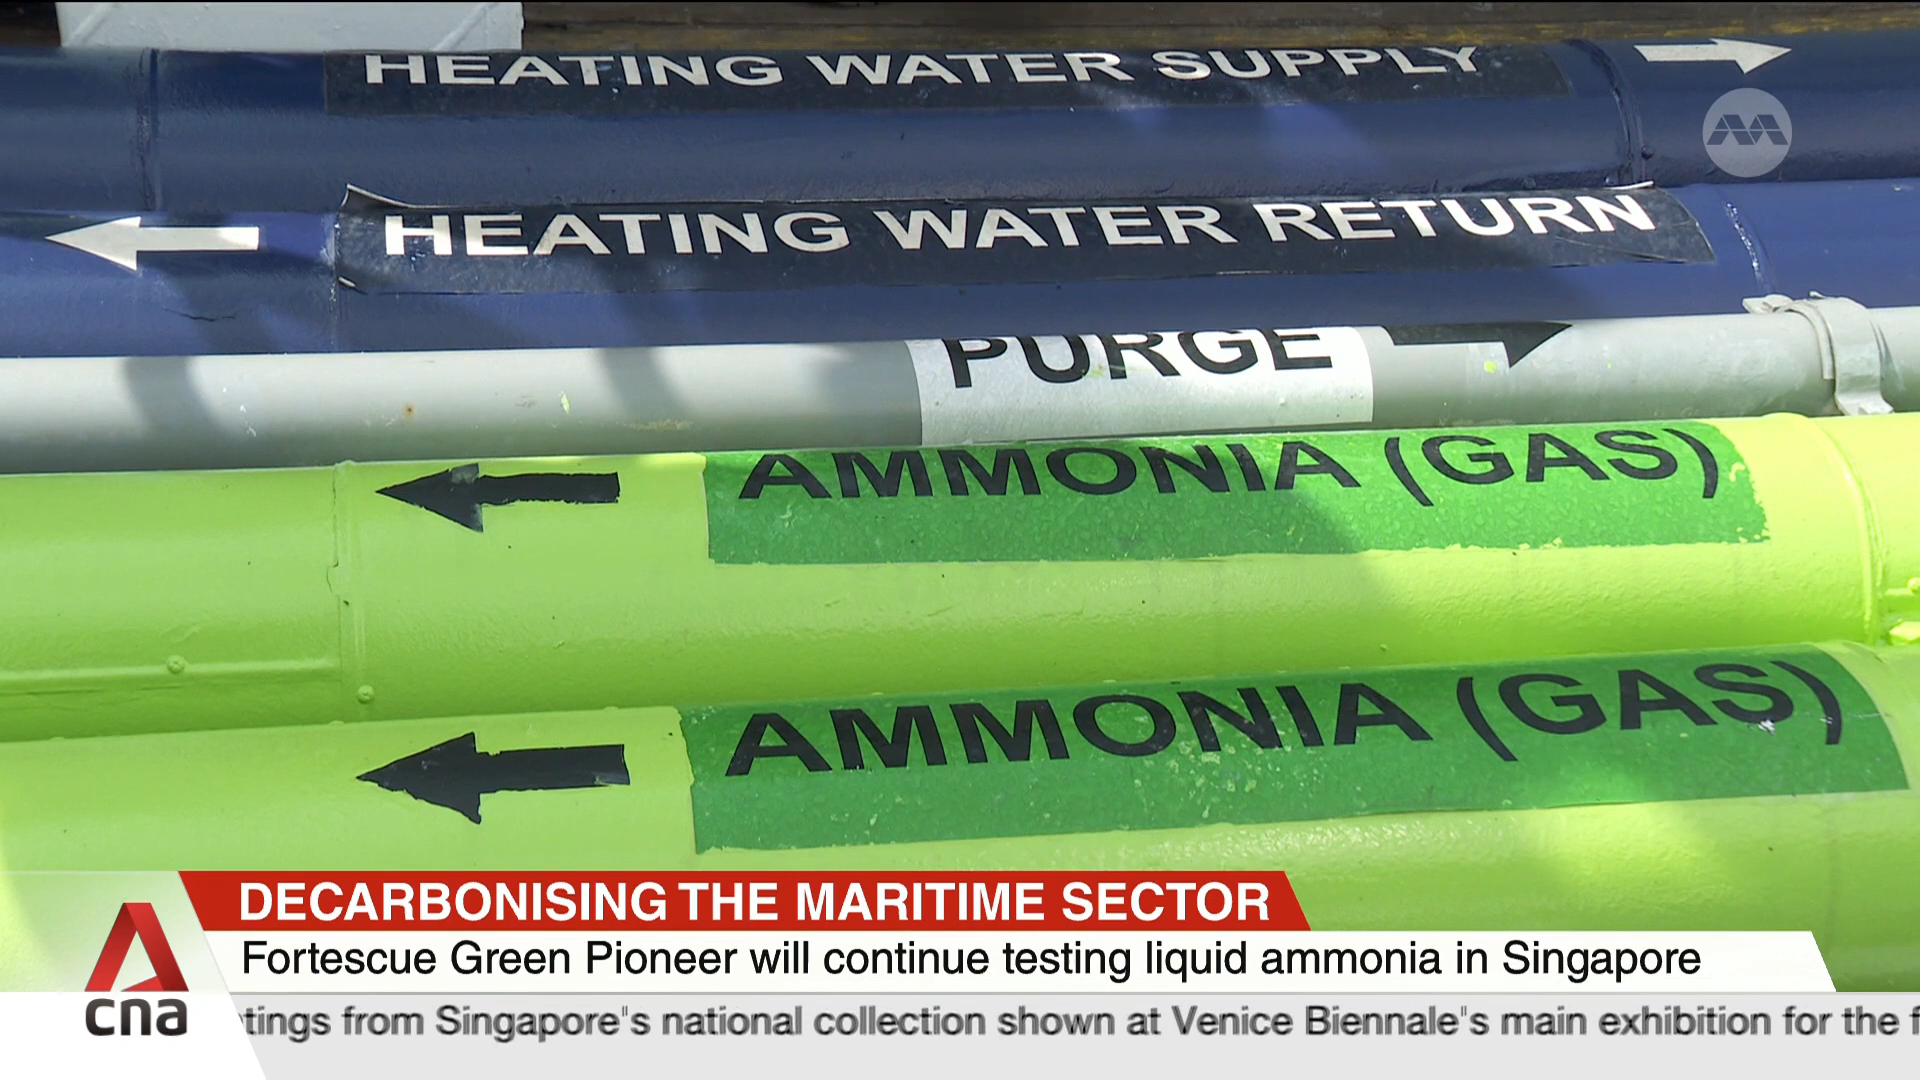 HEATING WATER SUPPLY
HEATING WATER RETURN
PURGE
AMMONIA (GAS)
AMMONIA (GAS)
DECARBONISING THE MARITIME SECTOR
Fortescue Green Pioneer will continue testing liquid ammonia in Singapore
cna
tings from Singapore"s national collection shown at Venice Biennale"s main exhibition for the f